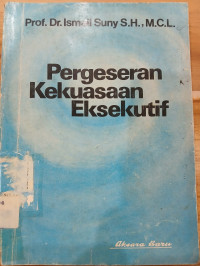 Prof. Dr. Ismail Suny S.H., M.C.L.
Pergeseran
Kekuasaan
Eksekutif
Aksara Baru